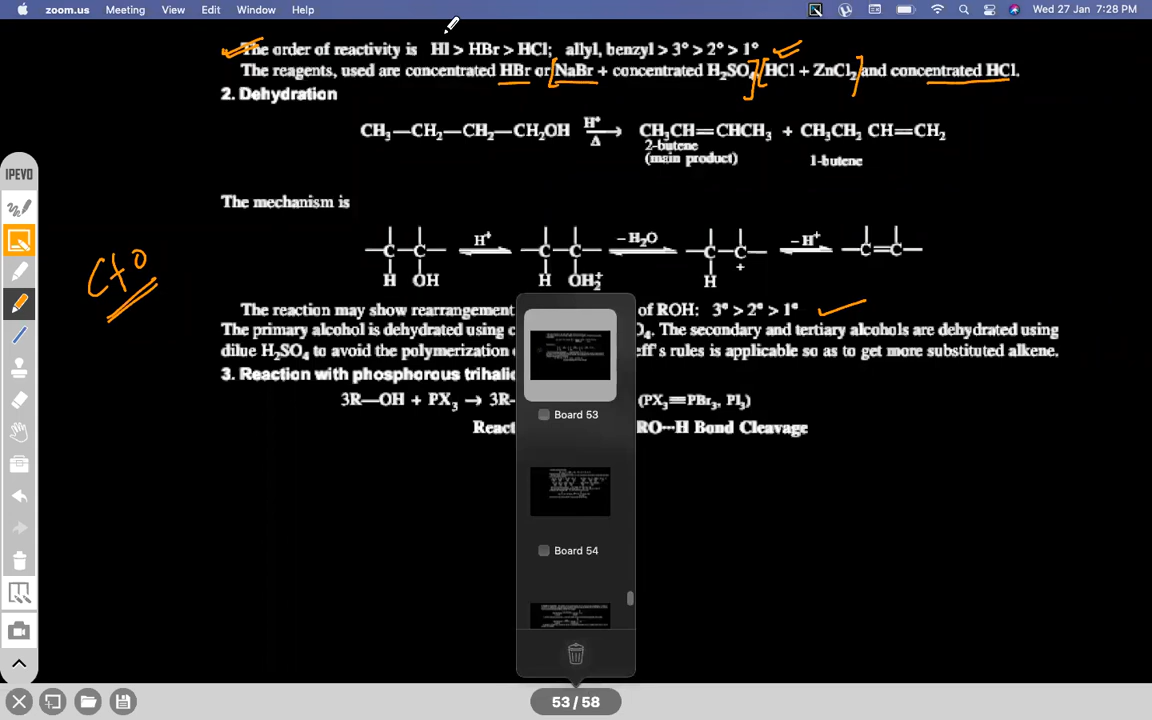 zoom.us Meeting View Edit Window Help Wed 27 Jan 7:28 PM
The order of reactivity is HI > HBr > HCl; allyl, benzyl > 3° > 2° > 1°
The reagents, used are concentrated HBr or [NaBr + concentrated H₂SO₄] [HCl + ZnCl₂] and concentrated HCl.
2. Dehydration
CH₃—CH₂—CH₂—CH₂OH H⁺ Δ → CH₃CH=CHCH₃ + CH₃CH₂ CH=CH₂
2-butene
(main product) 1-butene
The mechanism is
C C H⁺ C C – H₂O C C – H⁺ C=C
H OH H OH₂⁺ H +
The reaction may show rearrangement of ROH: 3° > 2° > 1°
The primary alcohol is dehydrated using c 4. The secondary and tertiary alcohols are dehydrated using
dilue H₂SO₄ to avoid the polymerization eff's rules is applicable so as to get more substituted alkene.
3. Reaction with phosphorous trihalic
3R—OH + PX₃ → 3R- (PX₃≡PBr₃, PI₃)
React RO···H Bond Cleavage
IPEVO
Board 53
Board 54
53 / 58